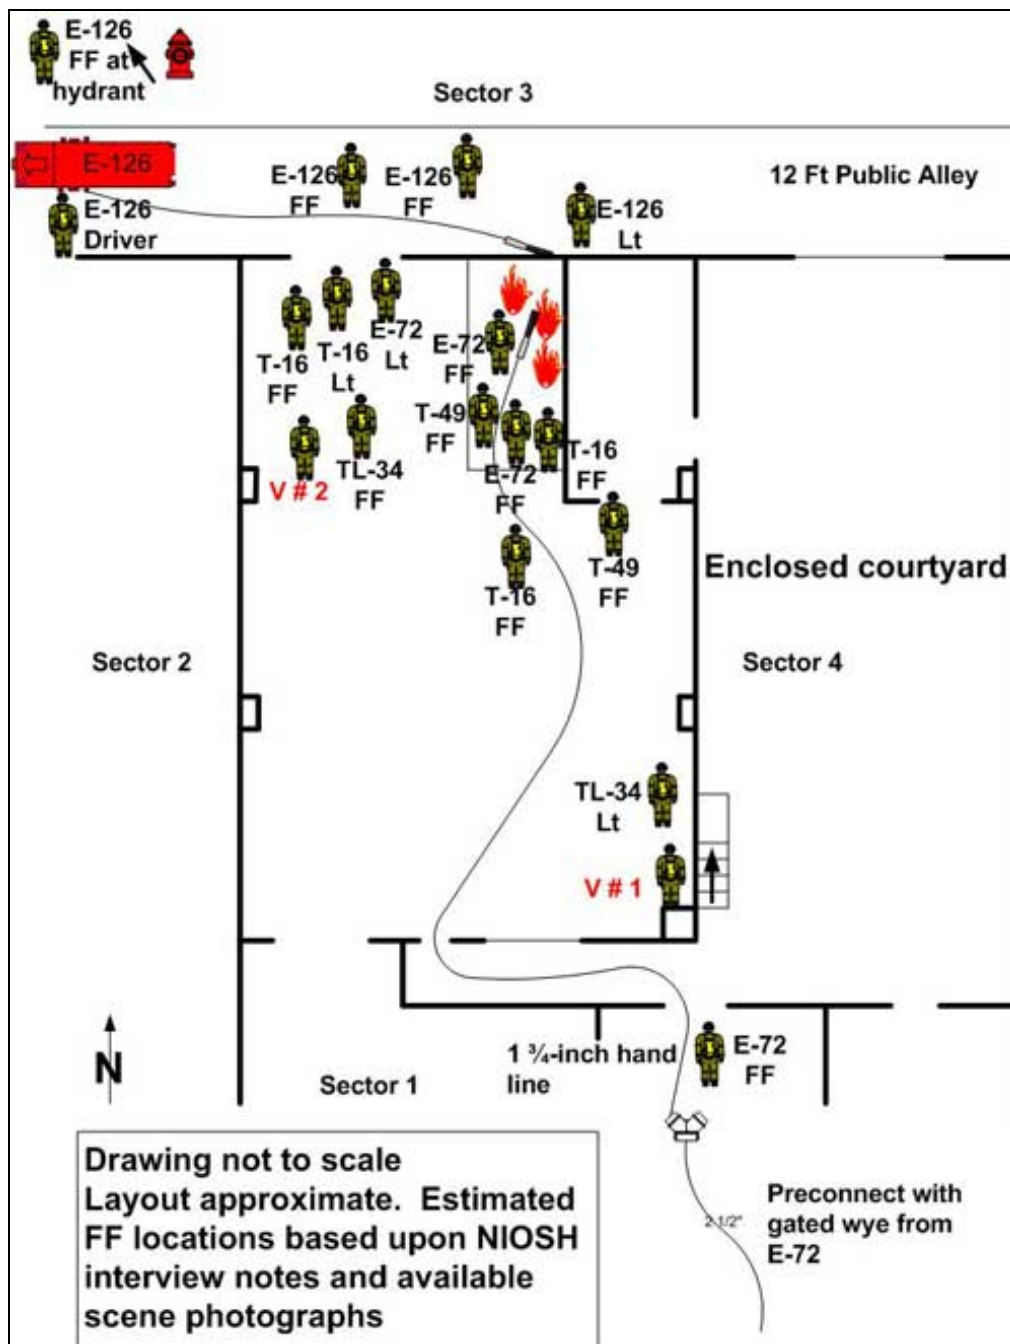 E-126
FF at
hydrant
Sector 3
E-126
E-126
FF
E-126
FF
12 Ft Public Alley
E-126
Driver
E-126
Lt
T-16
FF
T-16
Lt
E-72
Lt
E-72
FF
T-49
FF
V # 2
TL-34
FF
E-72
FF
T-16
FF
T-16
FF
T-49
FF
Enclosed courtyard
Sector 2
Sector 4
TL-34
Lt
V # 1
N
Sector 1
1 ¾-inch hand
line
E-72
FF
Drawing not to scale
Layout approximate.  Estimated
FF locations based upon NIOSH
interview notes and available
scene photographs
2 1/2"
Preconnect with
gated wye from
E-72